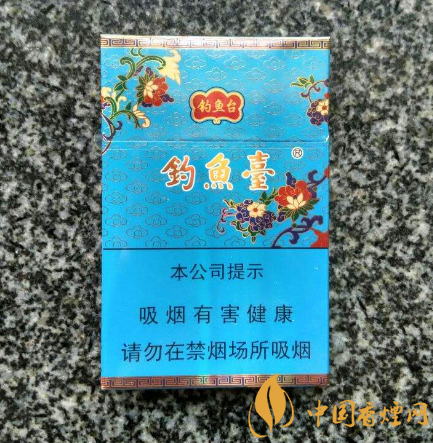 钓鱼台
钓魚臺®
本公司提示
吸烟有害健康
请勿在禁烟场所吸烟
中国香烟网